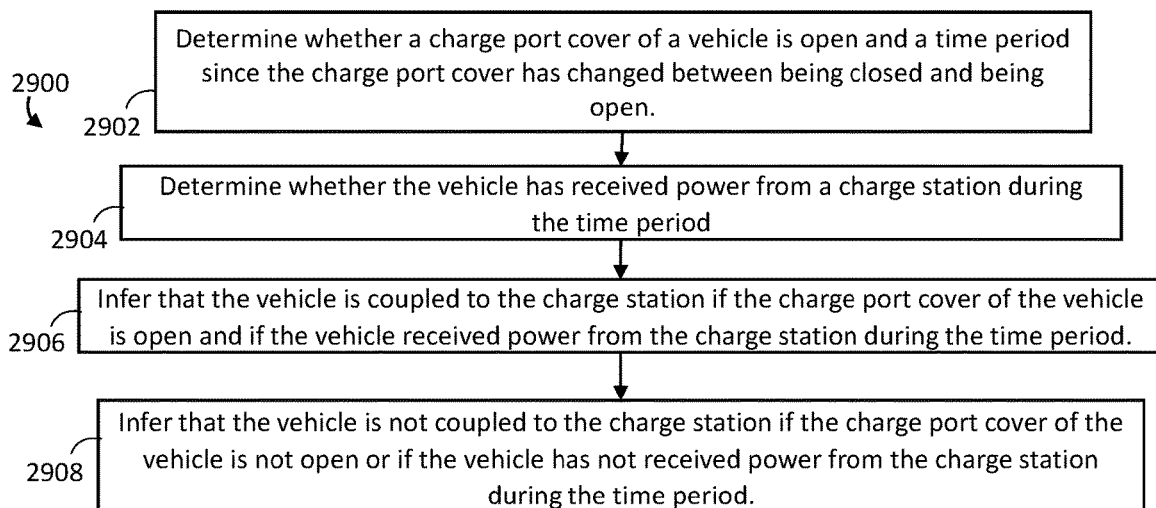 2900
2902
Determine whether a charge port cover of a vehicle is open and a time period
since the charge port cover has changed between being closed and being
open.
2904
Determine whether the vehicle has received power from a charge station during
the time period
2906
Infer that the vehicle is coupled to the charge station if the charge port cover of the vehicle
is open and if the vehicle received power from the charge station during the time period.
2908
Infer that the vehicle is not coupled to the charge station if the charge port cover of the
vehicle is not open or if the vehicle has not received power from the charge station
during the time period.